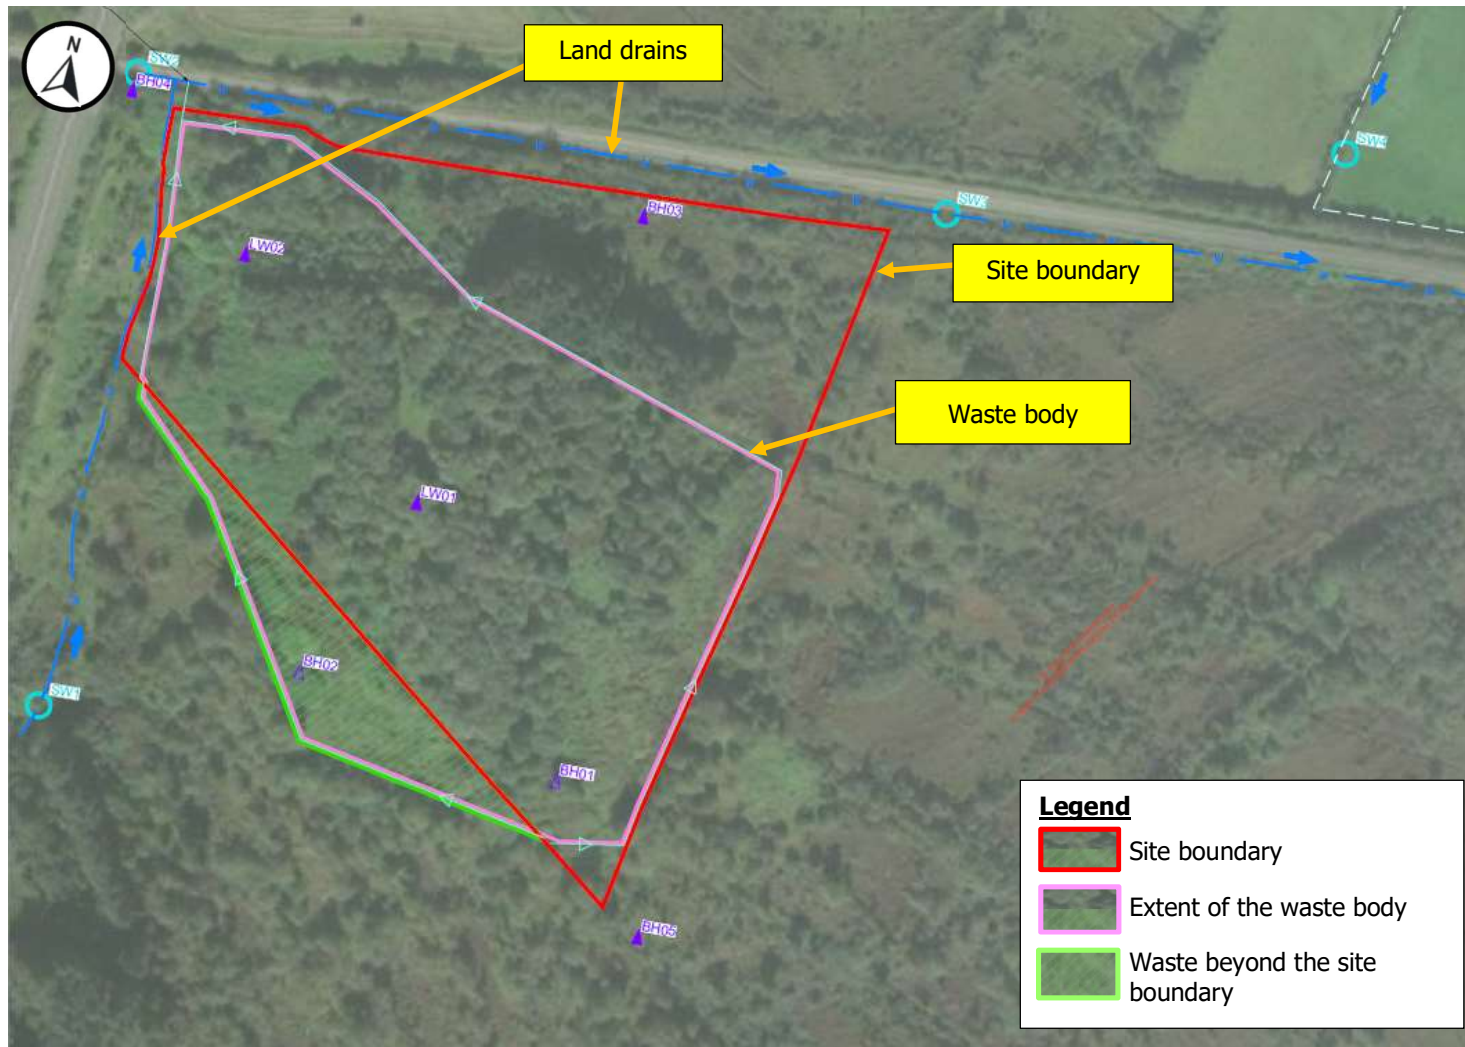 N
SW2
BH04
Land drains
SW4
BH03
SW3
LW02
Site boundary
Waste body
LW01
BH02
SW1
BH01
BH05
Legend
Site boundary
Extent of the waste body
Waste beyond the site
boundary